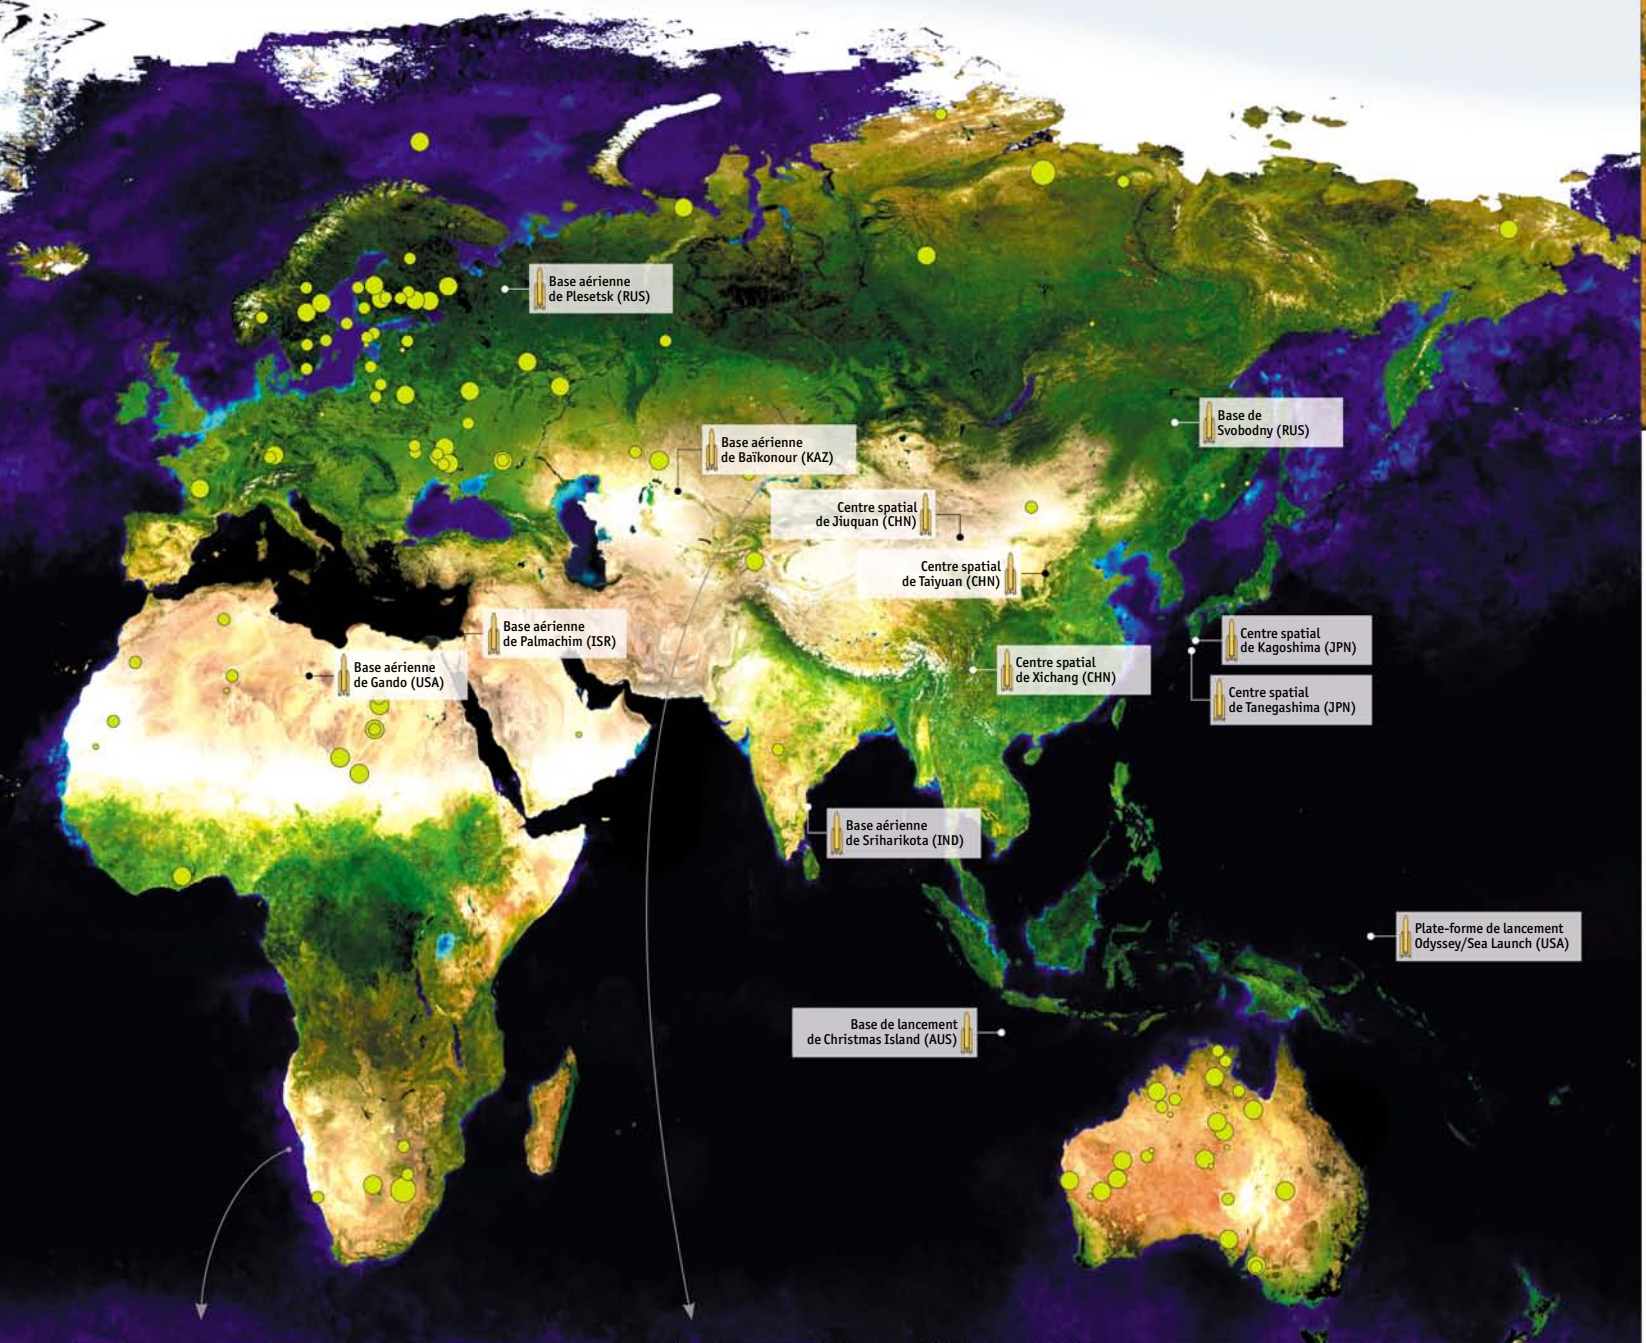 Base aérienne
de Plesetsk (RUS)
Base de
Svobodny (RUS)
Base aérienne
de Baïkonour (KAZ)
Centre spatial
de Jiuquan (CHN)
Centre spatial
de Taiyuan (CHN)
Base aérienne
de Palmachim (ISR)
Centre spatial
de Kagoshima (JPN)
Base aérienne
de Gando (USA)
Centre spatial
de Xichang (CHN)
Centre spatial
de Tanegashima (JPN)
Base aérienne
de Sriharikota (IND)
Plate-forme de lancement
Odyssey/Sea Launch (USA)
Base de lancement
de Christmas Island (AUS)